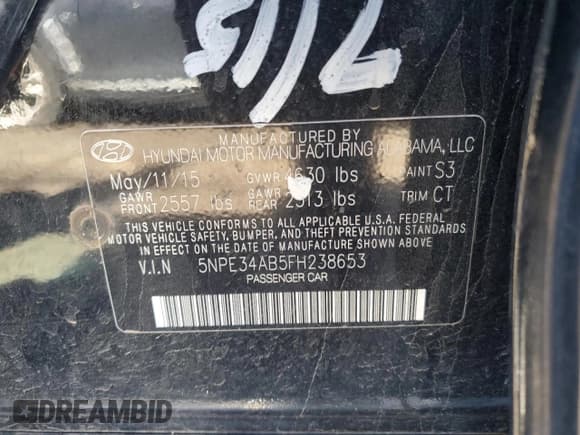 7/15
MANUFACTURED BY
HYUNDAI MOTOR MANUFACTURING ALABAMA, LLC
May/11/15 GVWR 4630 lbs PAINT S3
GAWR FRONT 2557 lbs GAWR REAR 2513 lbs TRIM CT
THIS VEHICLE CONFORMS TO ALL APPLICABLE U.S.A. FEDERAL
MOTOR VEHICLE SAFETY, BUMPER, AND THEFT PREVENTION STANDARDS
IN EFFECT ON THE DATE OF MANUFACTURE SHOWN ABOVE.
V.I.N 5NPE34AB5FH238653
PASSENGER CAR
DREAMBID